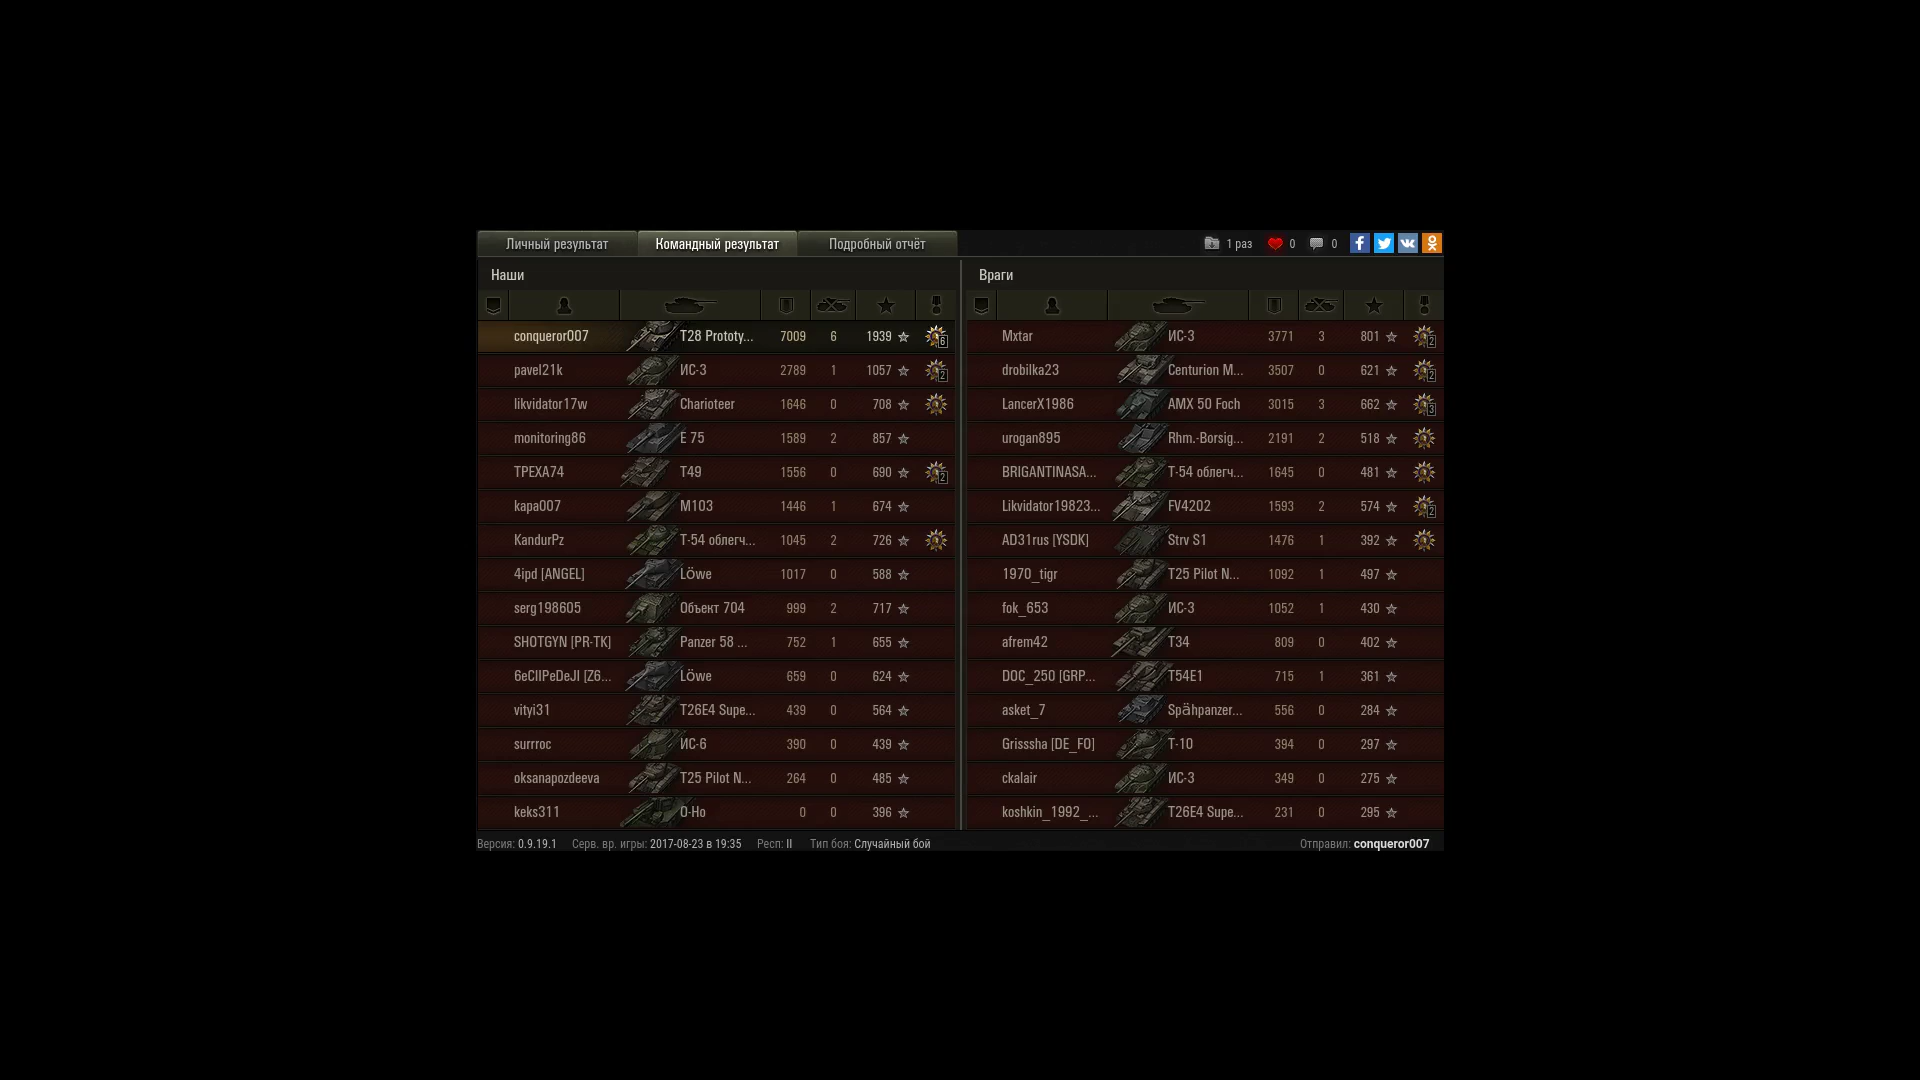 Личный результат Командный результат Подробный отчёт 1 раз 0 0
Наши Враги
conqueror007 T28 Prototy... 7009 6 1939 6 Mxtar ИС-3 3771 3 801 2
pavel21k ИС-3 2789 1 1057 2 drobilka23 Centurion M... 3507 0 621 2
likvidator17w Charioteer 1646 0 708 LancerX1986 AMX 50 Foch 3015 3 662 3
monitoring86 E 75 1589 2 857 urogan895 Rhm.-Borsig... 2191 2 518
TPEXA74 T49 1556 0 690 2 BRIGANTINASA... Т-54 облегч... 1645 0 481
kapa007 M103 1446 1 674 Likvidator19823... FV4202 1593 2 574 2
KandurPz Т-54 облегч... 1045 2 726 AD31rus [YSDK] Strv S1 1476 1 392
4ipd [ANGEL] Löwe 1017 0 588 1970_tigr T25 Pilot N... 1092 1 497
serg198605 Объект 704 999 2 717 fok_653 ИС-3 1052 1 430
SHOTGYN [PR-TK] Panzer 58 ... 752 1 655 afrem42 T34 809 0 402
6eCIIPeDeJI [Z6... Löwe 659 0 624 DOC_250 [GRP... T54E1 715 1 361
vityi31 T26E4 Supe... 439 0 564 asket_7 Spähpanzer... 556 0 284
surrroc ИС-6 390 0 439 Grisssha [DE_FO] Т-10 394 0 297
oksanapozdeeva T25 Pilot N... 264 0 485 ckalair ИС-3 349 0 275
keks311 O-Ho 0 0 396 koshkin_1992_... T26E4 Supe... 231 0 295
Версия: 0.9.19.1 Серв. вр. игры: 2017-08-23 в 19:35 Респ: II Тип боя: Случайный бой Отправил: conqueror007